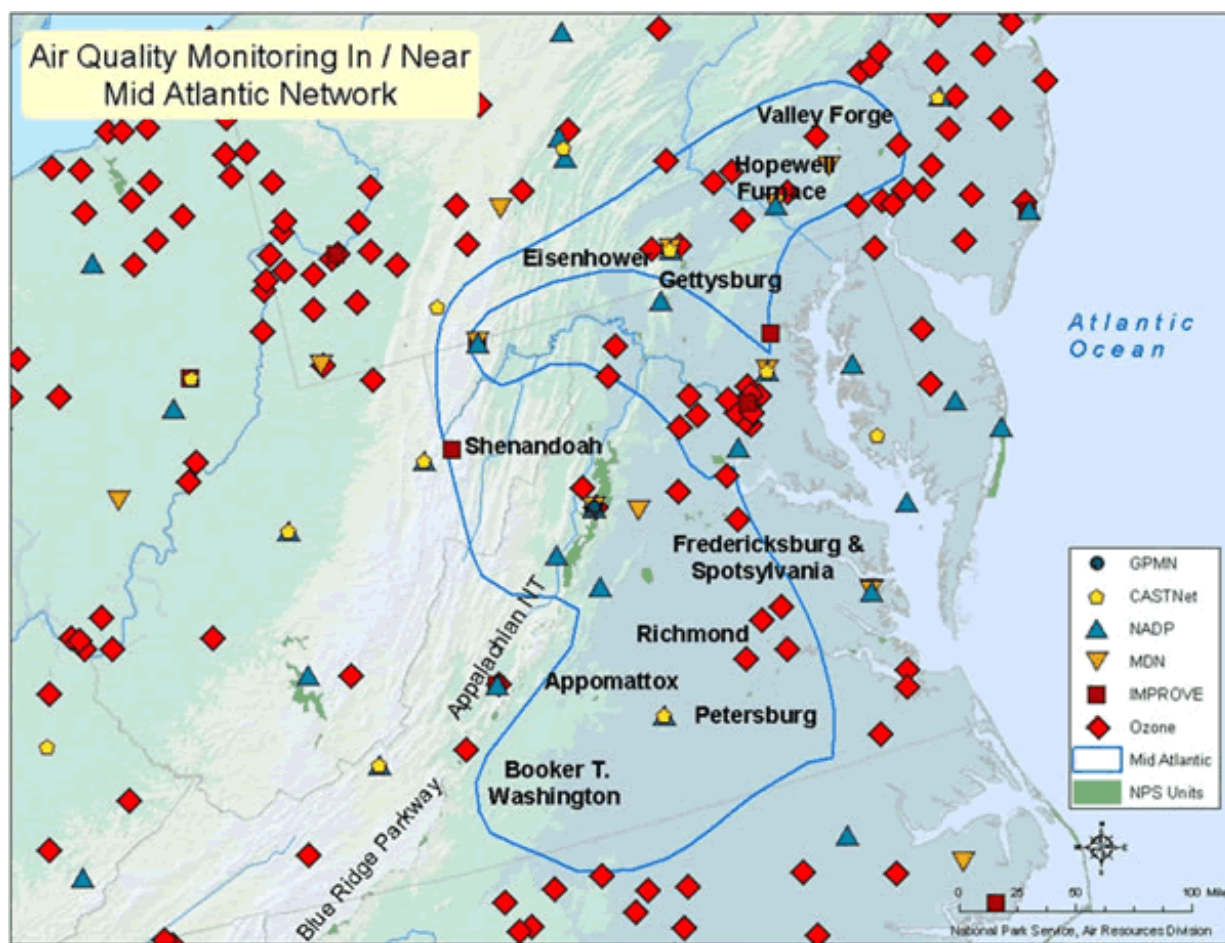 Air Quality Monitoring In / Near
Mid Atlantic Network
Valley Forge
Hopewell
Furnace
Eisenhower
Gettysburg
Atlantic
Ocean
Shenandoah
Fredericksburg &
Spotsylvania
Appalachian NT
Richmond
Appomattox
Petersburg
Booker T.
Washington
Blue Ridge Parkway
GPMN
CASTNet
NADP
MDN
IMPROVE
Ozone
Mid Atlantic
NPS Units
0 25 50 100 Miles
National Park Service, Air Resources Division